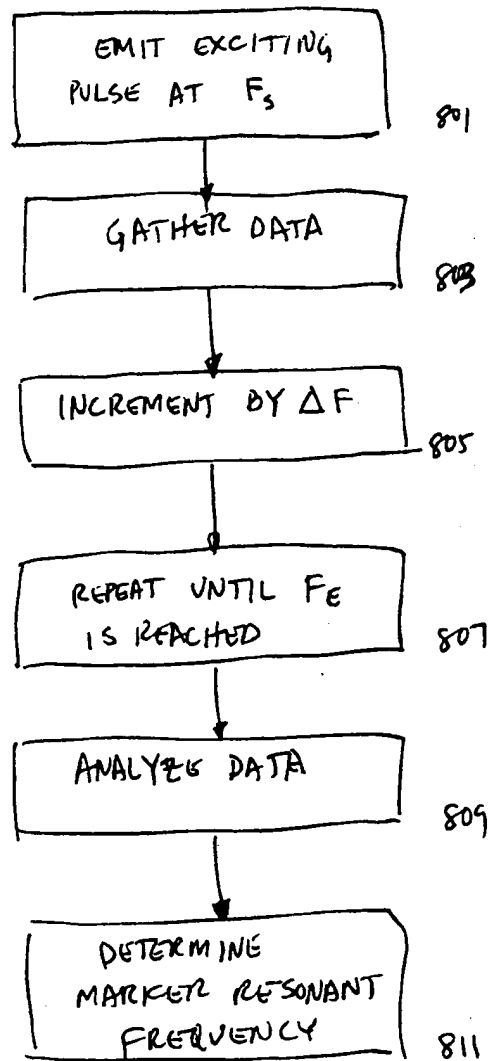 EMIT EXCITING
PULSE AT Fs
801
GATHER DATA
803
INCREMENT BY ΔF
805
REPEAT UNTIL FE
IS REACHED
807
ANALYZE DATA
809
DETERMINE
MARKER RESONANT
FREQUENCY
811